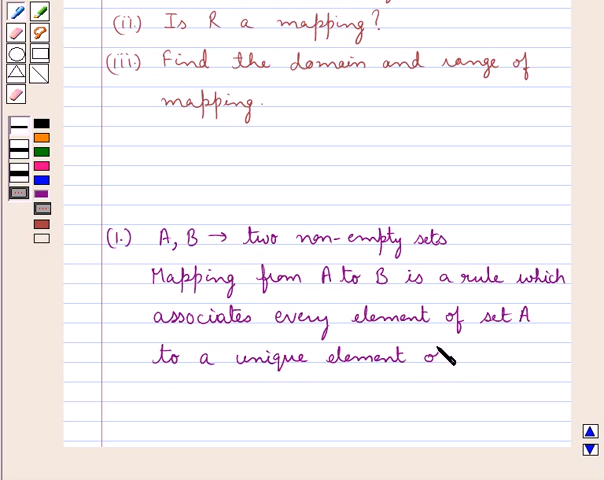 (ii.) Is R a mapping?
(iii.) Find the domain and range of
mapping.
(1.) A, B → two non-empty sets
Mapping from A to B is a rule which
associates every element of set A
to a unique element o